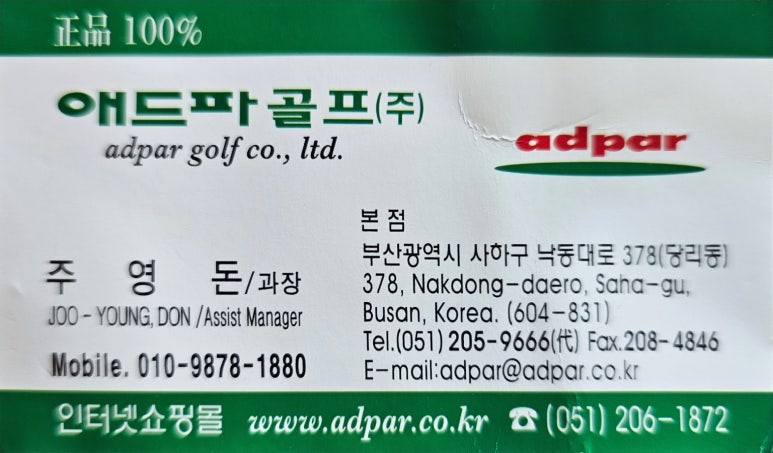 正品 100%
애드파골프(주)
adpar golf co., ltd.
adpar
본 점
부산광역시 사하구 낙동대로 378(당리동)
378, Nakdong-daero, Saha-gu,
Busan, Korea. (604-831)
Tel.(051) 205-9666(代) Fax.208-4846
E-mail:adpar@adpar.co.kr
주 영 돈/과장
JOO - YOUNG, DON /Assist Manager
Mobile. 010-9878-1880
인터넷쇼핑몰 www.adpar.co.kr ☎ (051) 206-1872